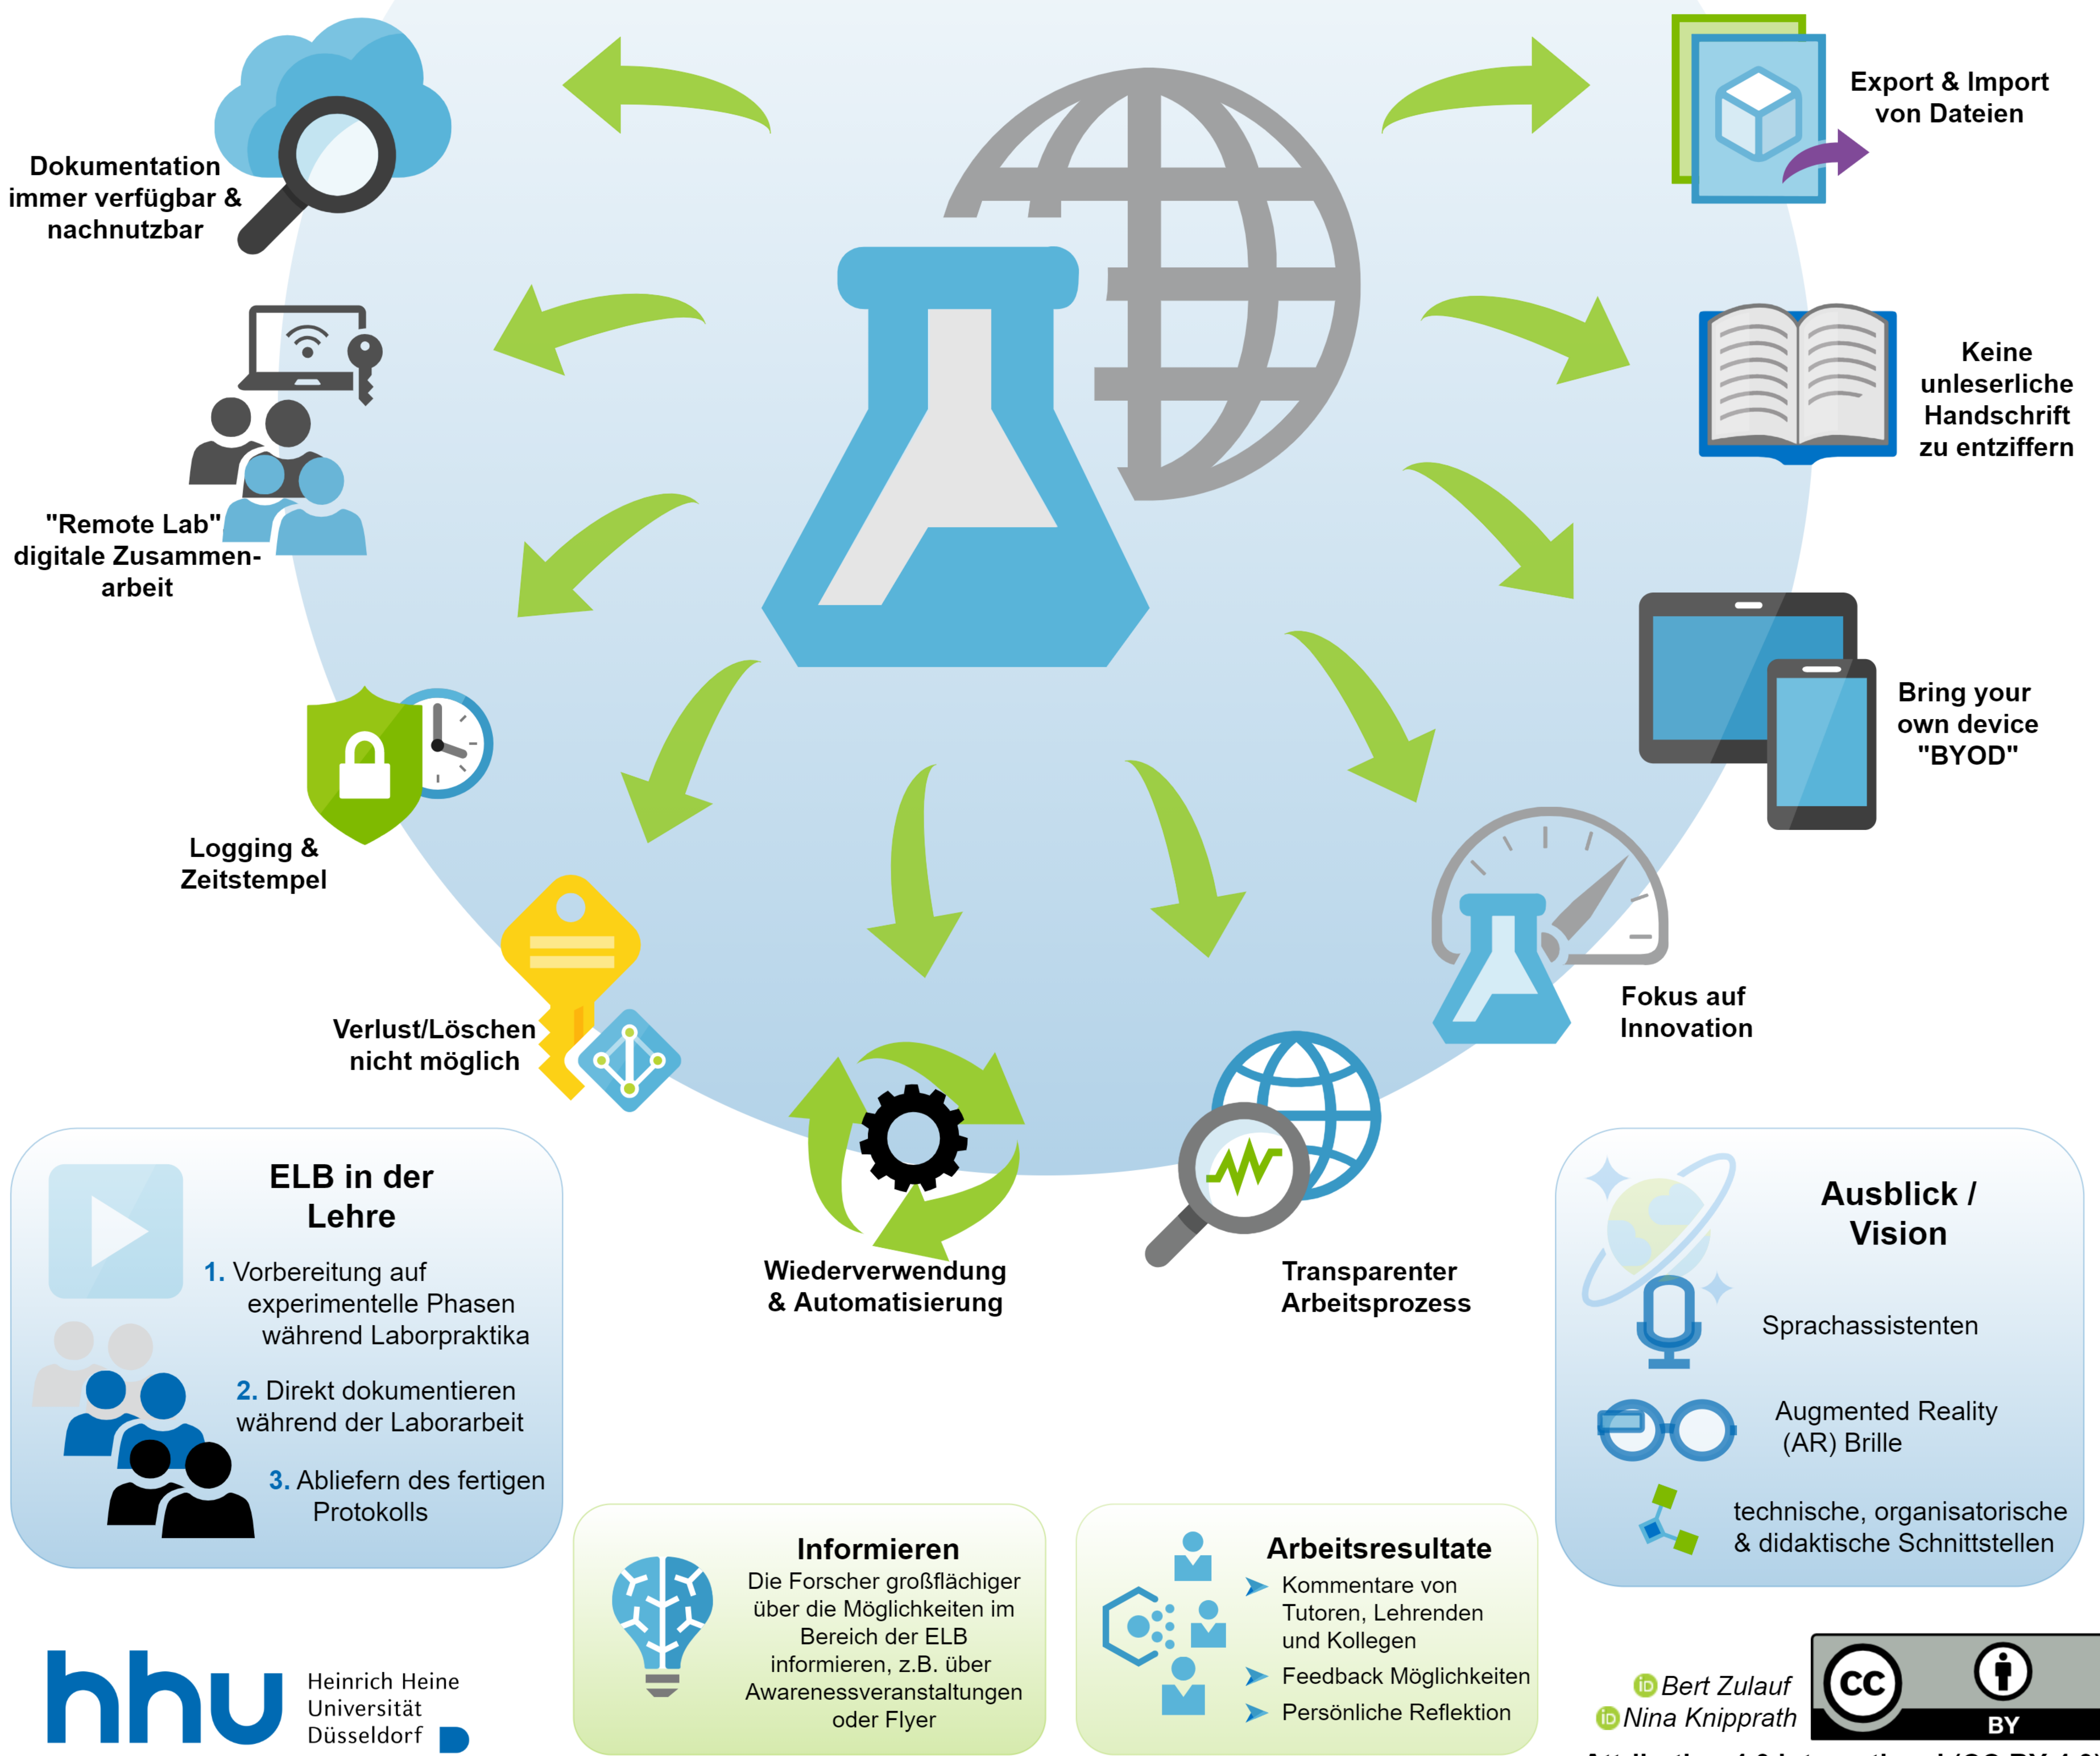 Dokumentation
immer verfügbar &
nachnutzbar
Export & Import
von Dateien
"Remote Lab"
digitale Zusammen-
arbeit
Keine
unleserliche
Handschrift
zu entziffern
Logging &
Zeitstempel
Bring your
own device
"BYOD"
Verlust/Löschen
nicht möglich
Fokus auf
Innovation
Wiederverwendung
& Automatisierung
Transparenter
Arbeitsprozess
ELB in der
Lehre
1. Vorbereitung auf
experimentelle Phasen
während Laborpraktika
2. Direkt dokumentieren
während der Laborarbeit
3. Abliefern des fertigen
Protokolls
Ausblick /
Vision
Sprachassistenten
Augmented Reality
(AR) Brille
technische, organisatorische
& didaktische Schnittstellen
Informieren
Die Forscher großflächiger
über die Möglichkeiten im
Bereich der ELB
informieren, z.B. über
Awarenessveranstaltungen
oder Flyer
Arbeitsresultate
➤ Kommentare von
Tutoren, Lehrenden
und Kollegen
➤ Feedback Möglichkeiten
➤ Persönliche Reflektion
hhu
Heinrich Heine
Universität
Düsseldorf
iD Bert Zulauf
iD Nina Knipprath
cc
BY